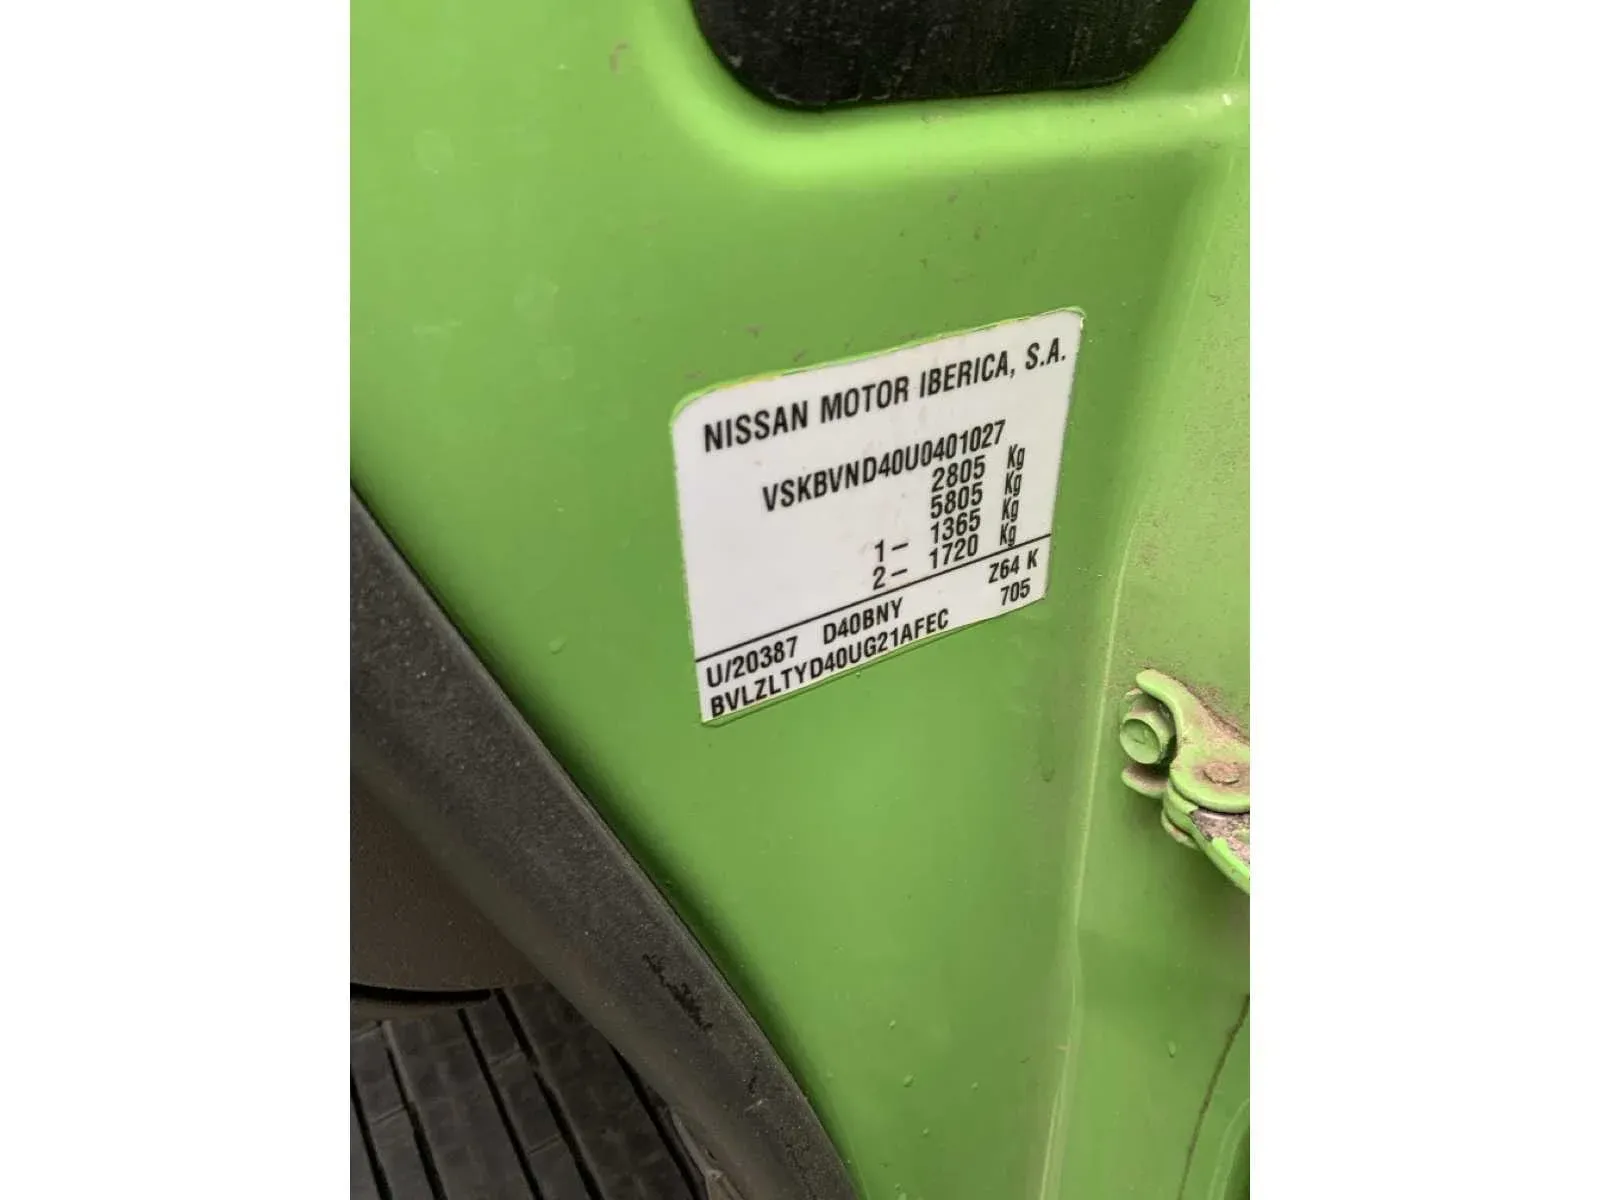 NISSAN MOTOR IBERICA, S.A.
VSKBVND40U0401027
2805 Kg
5805 Kg
1- 1365 Kg
2- 1720 Kg
U/20387 D40BNY Z64 K
BVLZLTYD40UG21AFEC 705